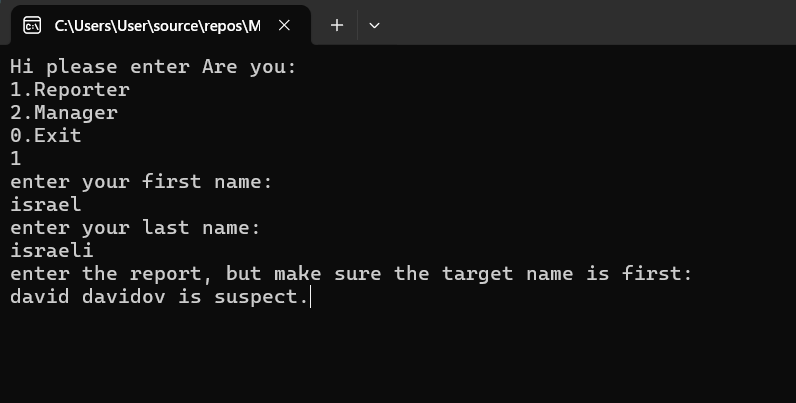 C:\Users\User\source\repos\M
Hi please enter Are you:
1.Reporter
2.Manager
0.Exit
1
enter your first name:
israel
enter your last name:
israeli
enter the report, but make sure the target name is first:
david davidov is suspect.